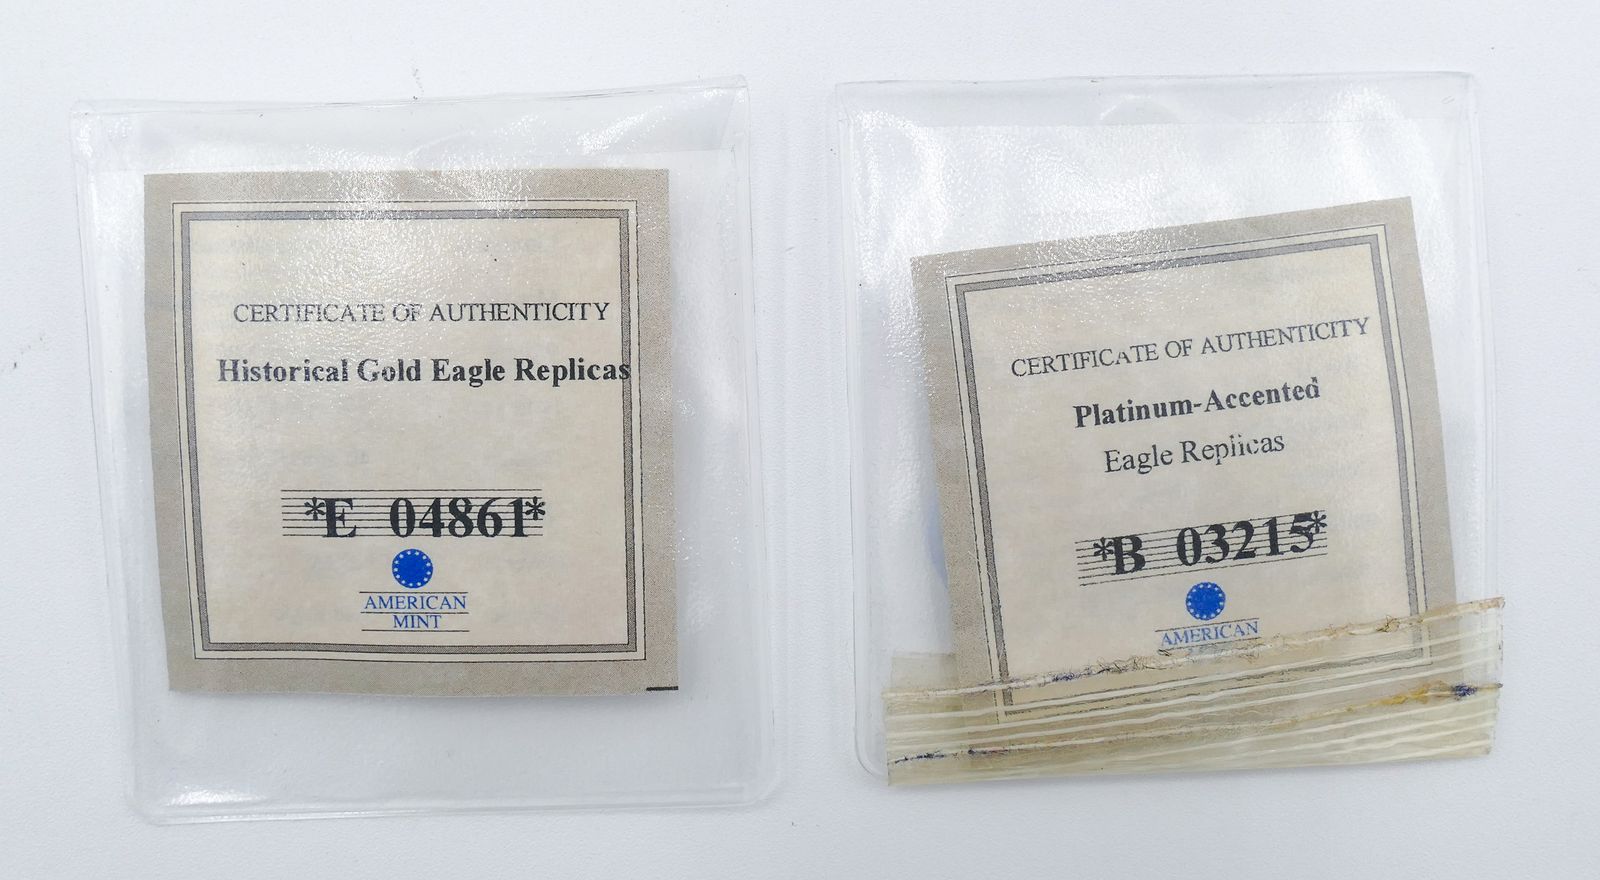 CERTIFICATE OF AUTHENTICITY
Historical Gold Eagle Replicas
*E 04861*
AMERICAN
MINT
CERTIFICATE OF AUTHENTICITY
Platinum-Accented
Eagle Replicas
*B 03215*
AMERICAN